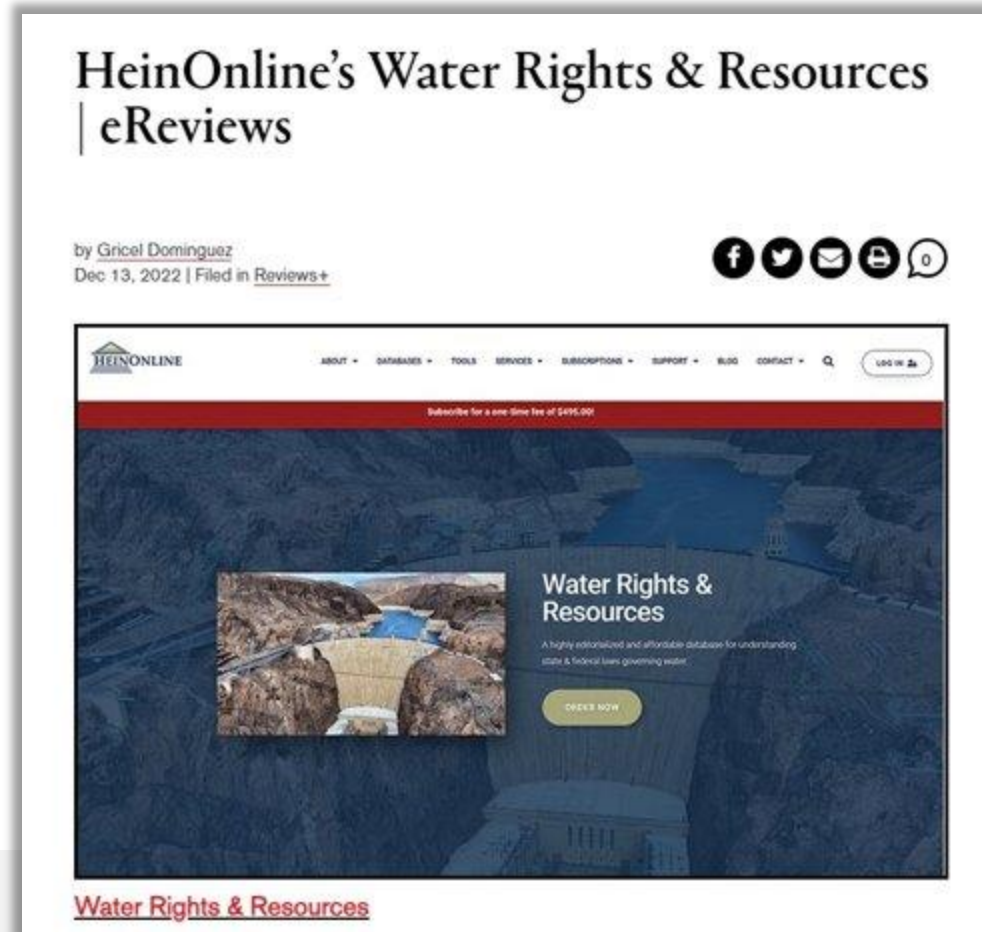 HeinOnline's Water Rights & Resources
| eReviews
by Gricel Dominguez
Dec 13, 2022 | Filed in Reviews+
0
HEINONLINE
ABOUT DATABASES TOOLS SERVICES SUBSCRIPTIONS SUPPORT BLOG CONTACT LOG IN
Subscribe for a one-time fee of $495.00!
Water Rights &
Resources
A highly editorialized and affordable database for understanding
state & federal laws governing water.
ORDER NOW
Water Rights & Resources